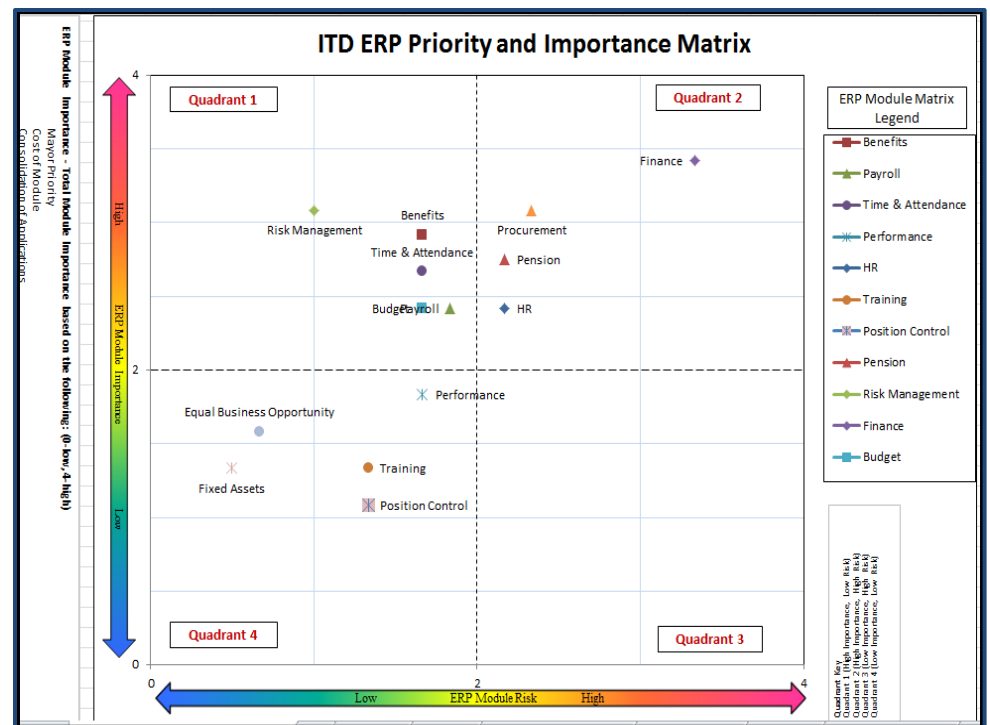 ITD ERP Priority and Importance Matrix
ERP Module Importance - Total Module Importance based on the following: (0-low, 4-high)
Mayor Priority
Cost of Module
Consolidation of Applications
High
ERP Module Importance
Low
4
2
0
Quadrant 1
Quadrant 2
Finance
Risk Management
Benefits
Procurement
Time & Attendance
Pension
Budget
Payroll
HR
Performance
Equal Business Opportunity
Training
Fixed Assets
Position Control
Quadrant 4
Quadrant 3
0
2
4
Low
ERP Module Risk
High
ERP Module Matrix
Legend
Benefits
Payroll
Time & Attendance
Performance
HR
Training
Position Control
Pension
Risk Management
Finance
Budget
Quadrant Key
Quadrant 1 (High Importance, Low Risk)
Quadrant 2 (High Importance, High Risk)
Quadrant 3 (Low Importance, High Risk)
Quadrant 4 (Low Importance, Low Risk)